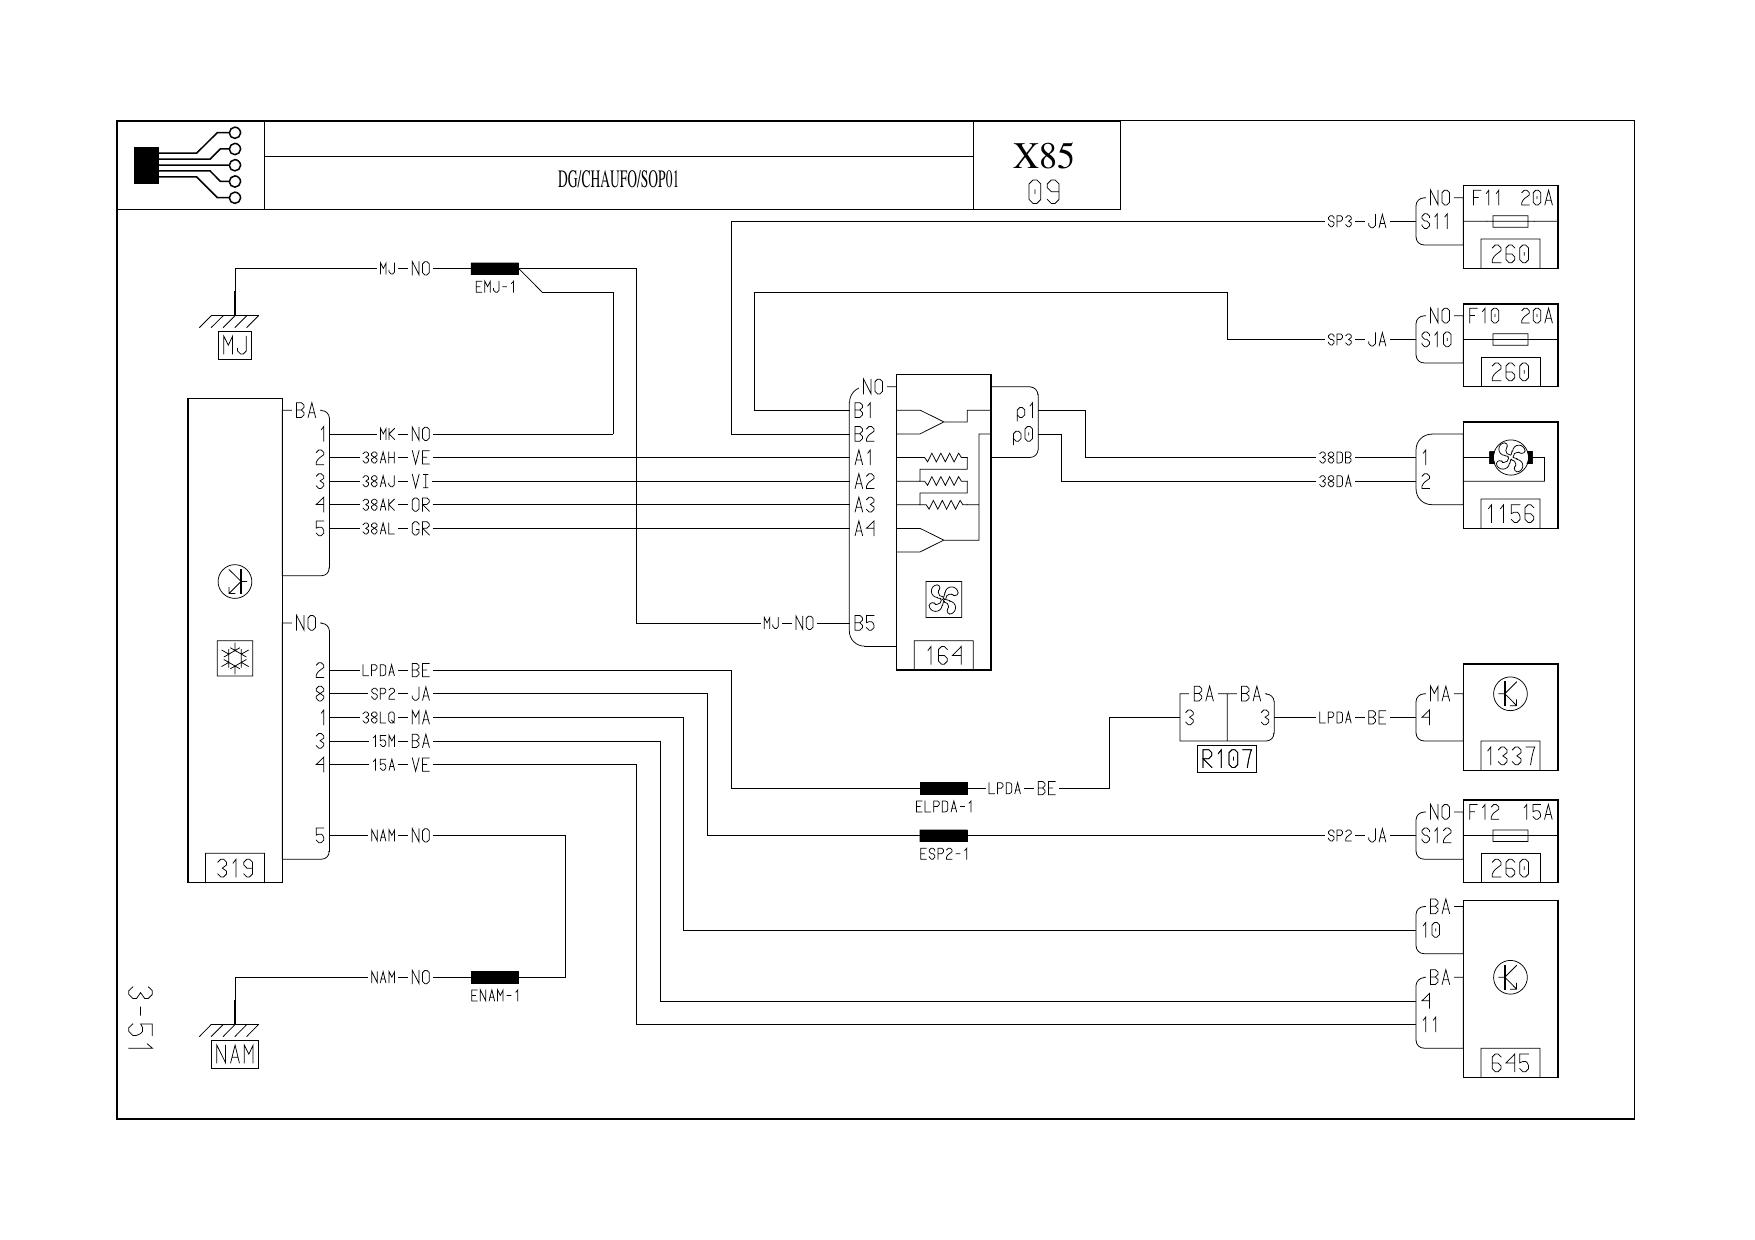 X85
DG/CHAUFO/SOP01
09
NO F11 20A
SP3-JA S11
260
MJ-NO
EMJ-1
MJ
NO F10 20A
SP3-JA S10
260
NO
BA
B1 p1
1 MK-NO B2 p0
2 38AH-VE A1 38DB 1
3 38AJ-VI A2 38DA 2
4 38AK-OR A3
1156
5 38AL-GR A4
NO MJ-NO B5
164
2 LPDA-BE
8 SP2-JA BA BA MA
1 38LQ-MA 3 3 LPDA-BE 4
3 15M-BA
R107 1337
4 15A-VE
LPDA-BE
ELPDA-1
NO F12 15A
5 NAM-NO SP2-JA S12
ESP2-1
319 260
BA
10
NAM-NO BA
ENAM-1
4
11
NAM
645
3-51